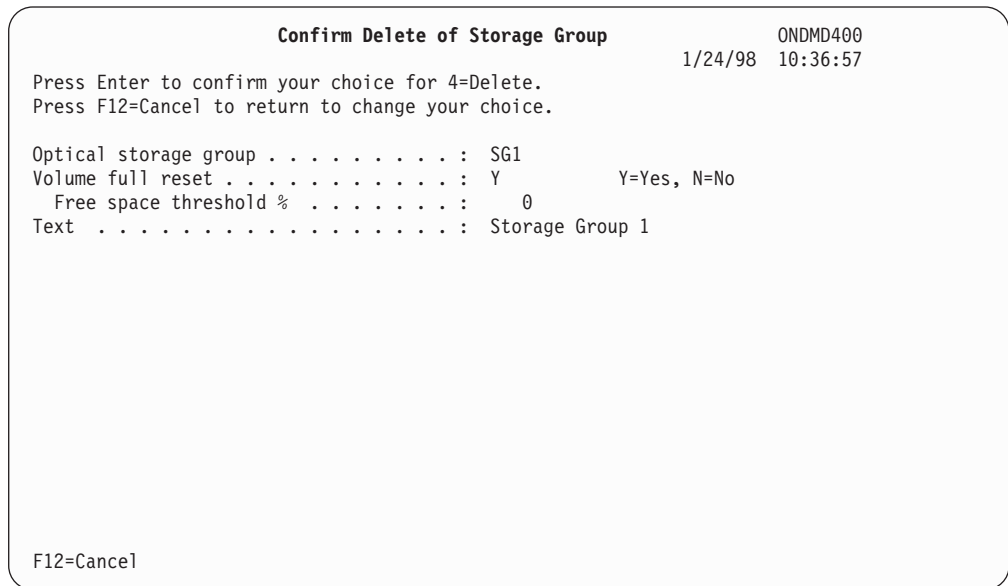 Confirm Delete of Storage Group ONDMD400
1/24/98 10:36:57
Press Enter to confirm your choice for 4=Delete.
Press F12=Cancel to return to change your choice.
Optical storage group . . . . . . . . . : SG1
Volume full reset . . . . . . . . . . . : Y Y=Yes, N=No
Free space threshold % . . . . . . . : 0
Text . . . . . . . . . . . . . . . . . : Storage Group 1
F12=Cancel